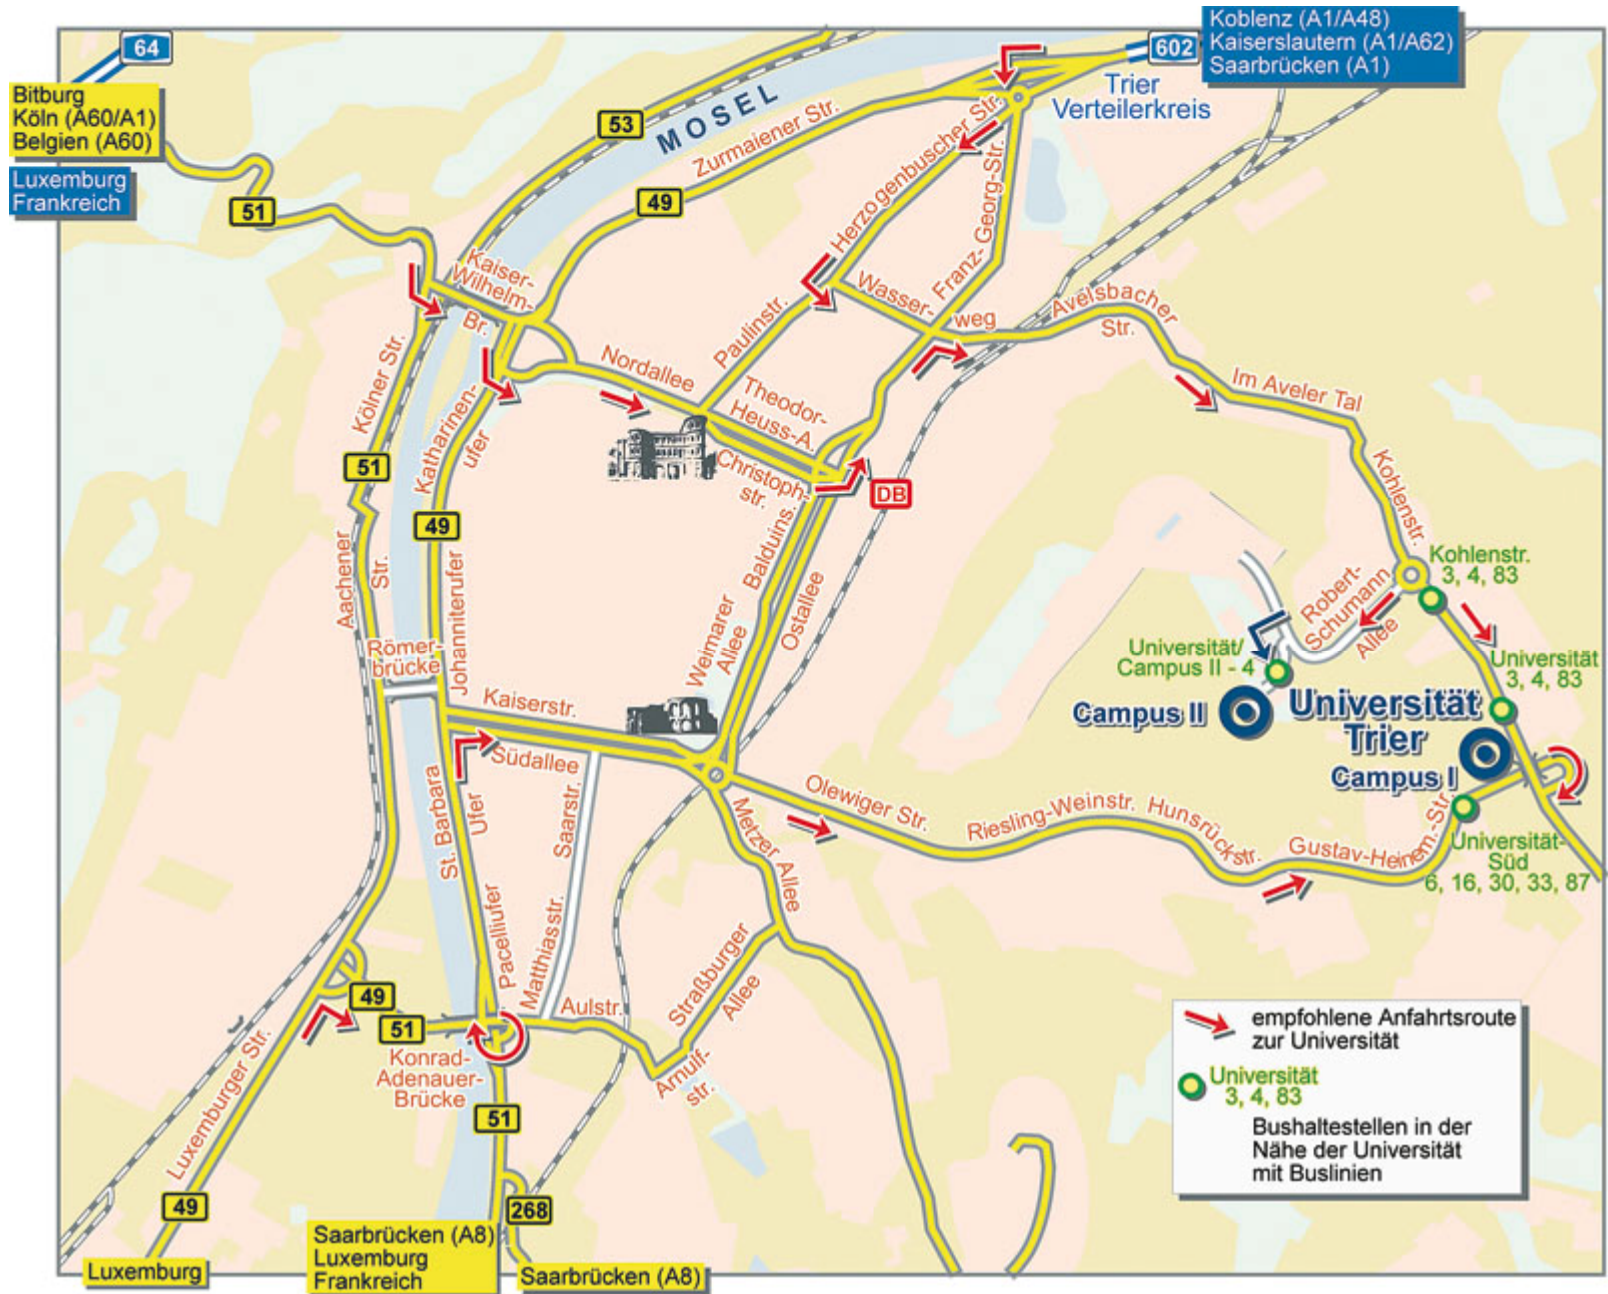 64
Bitburg
Köln (A60/A1)
Belgien (A60)
Luxemburg
Frankreich
51
53
MOSEL
Zurmaiener Str.
49
602
Koblenz (A1/A48)
Kaiserslautern (A1/A62)
Saarbrücken (A1)
Trier
Verteilerkreis
Herzogenbuscher Str.
Franz-Georg-Str.
Kaiser-
Wilhelm-
Br.
Wasser-
weg
Avelsbacher
Str.
Paulinstr.
Nordallee
Theodor-
Heuss-A.
Christoph-
str.
Im Aveler Tal
Kohlenstr.
Kölner Str.
Katharinen-
ufer
51
49
DB
Aachener
Str.
Johanniterufer
Balduins.
Weimarer
Allee
Ostallee
Robert-
Schumann
Allee
Kohlenstr.
3, 4, 83
Universität/
Campus II - 4
Universität
3, 4, 83
Campus II
Universität
Trier
Campus I
Römer-
brücke
Kaiserstr.
Südallee
St. Barbara
Ufer
Saarstr.
Metzer Allee
Olewiger Str.
Riesling-Weinstr.
Hunsrückstr.
Gustav-Heinem.-Str.
Universität-
Süd
6, 16, 30, 33, 87
Pacelliufer
Matthiasstr.
Straßburger
Allee
49
51
Aulstr.
Konrad-
Adenauer-
Brücke
Arnulf-
str.
Luxemburger Str.
51
49
268
Luxemburg
Saarbrücken (A8)
Luxemburg
Frankreich
Saarbrücken (A8)
empfohlene Anfahrtsroute
zur Universität
Universität
3, 4, 83
Bushaltestellen in der
Nähe der Universität
mit Buslinien